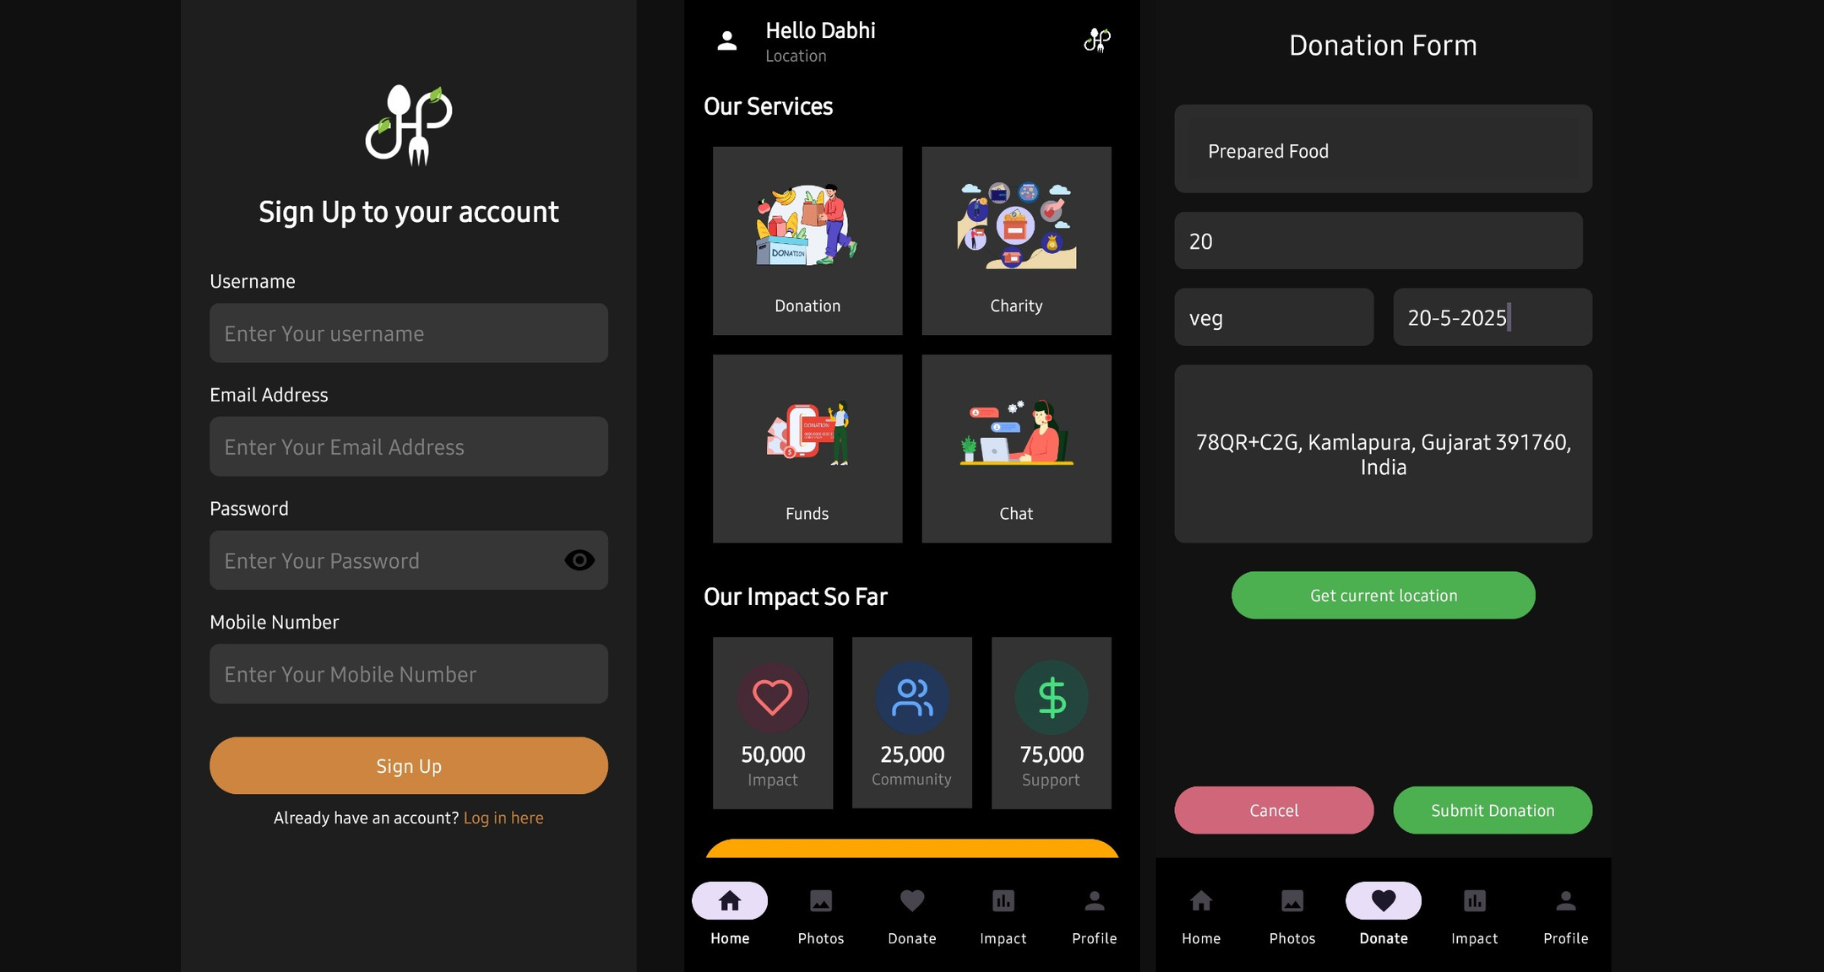 Sign Up to your account
Username
Enter Your username
Email Address
Enter Your Email Address
Password
Enter Your Password
Mobile Number
Enter Your Mobile Number
Sign Up
Already have an account? Log in here
Hello Dabhi
Location
Our Services
DONATION
Donation
Charity
Funds
Chat
Our Impact So Far
50,000
Impact
25,000
Community
75,000
Support
Home
Photos
Donate
Impact
Profile
Donation Form
Prepared Food
20
veg
20-5-2025
78QR+C2G, Kamlapura, Gujarat 391760,
India
Get current location
Cancel
Submit Donation
Home
Photos
Donate
Impact
Profile